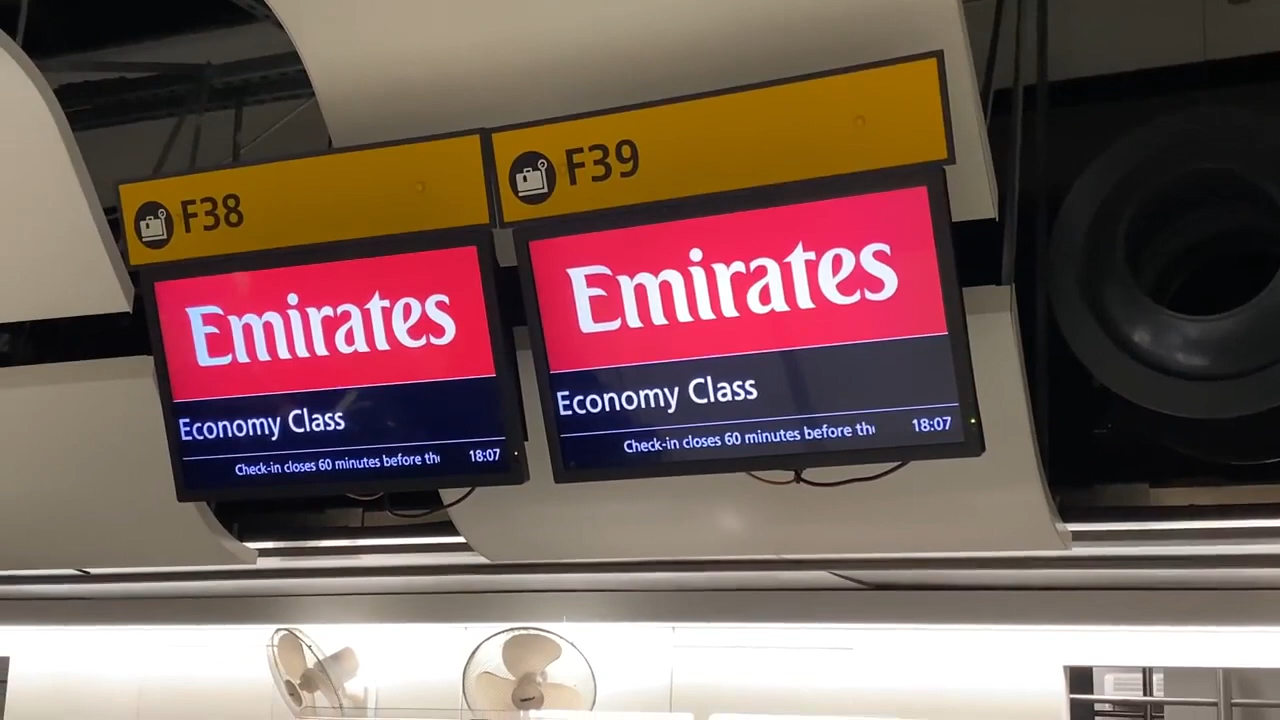 F38
Emirates
Economy Class
Check-in closes 60 minutes before the
18:07
F39
Emirates
Economy Class
Check-in closes 60 minutes before th
18:07